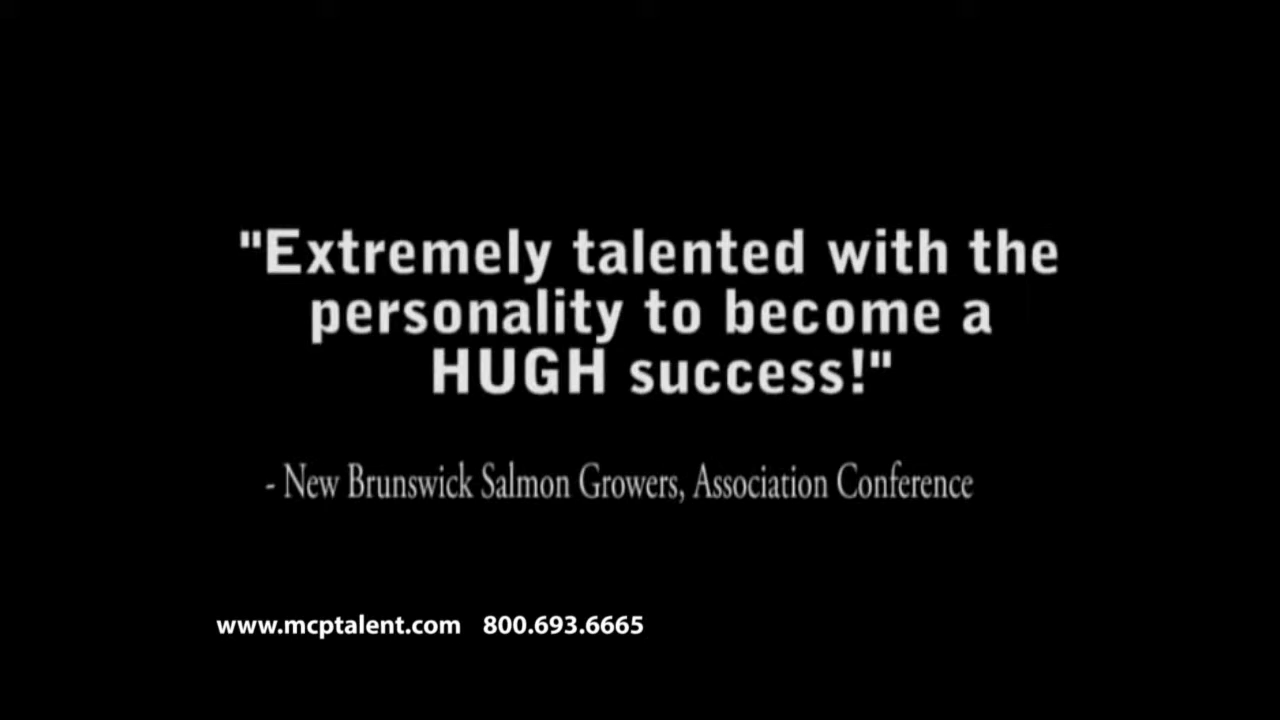 "Extremely talented with the
personality to become a
HUGH success!"
- New Brunswick Salmon Growers, Association Conference
www.mcptalent.com 800.693.6665